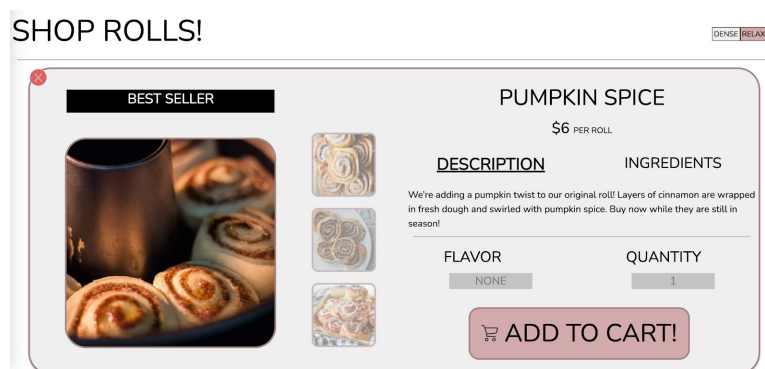 SHOP ROLLS!
DENSE RELAX
BEST SELLER
PUMPKIN SPICE
$6 PER ROLL
DESCRIPTION
INGREDIENTS
We're adding a pumpkin twist to our original roll! Layers of cinnamon are wrapped
in fresh dough and swirled with pumpkin spice. Buy now while they are still in
season!
FLAVOR
QUANTITY
NONE
1
ADD TO CART!